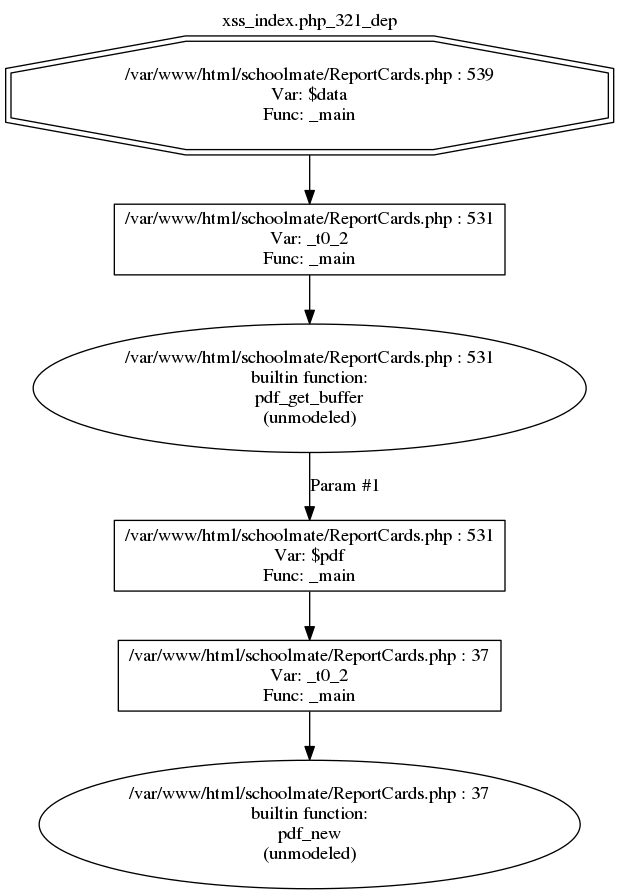 xss_index.php_321_dep
/var/www/html/schoolmate/ReportCards.php : 539
Var: $data
Func: _main
/var/www/html/schoolmate/ReportCards.php : 531
Var: _t0_2
Func: _main
/var/www/html/schoolmate/ReportCards.php : 531
builtin function:
pdf_get_buffer
(unmodeled)
Param #1
/var/www/html/schoolmate/ReportCards.php : 531
Var: $pdf
Func: _main
/var/www/html/schoolmate/ReportCards.php : 37
Var: _t0_2
Func: _main
/var/www/html/schoolmate/ReportCards.php : 37
builtin function:
pdf_new
(unmodeled)